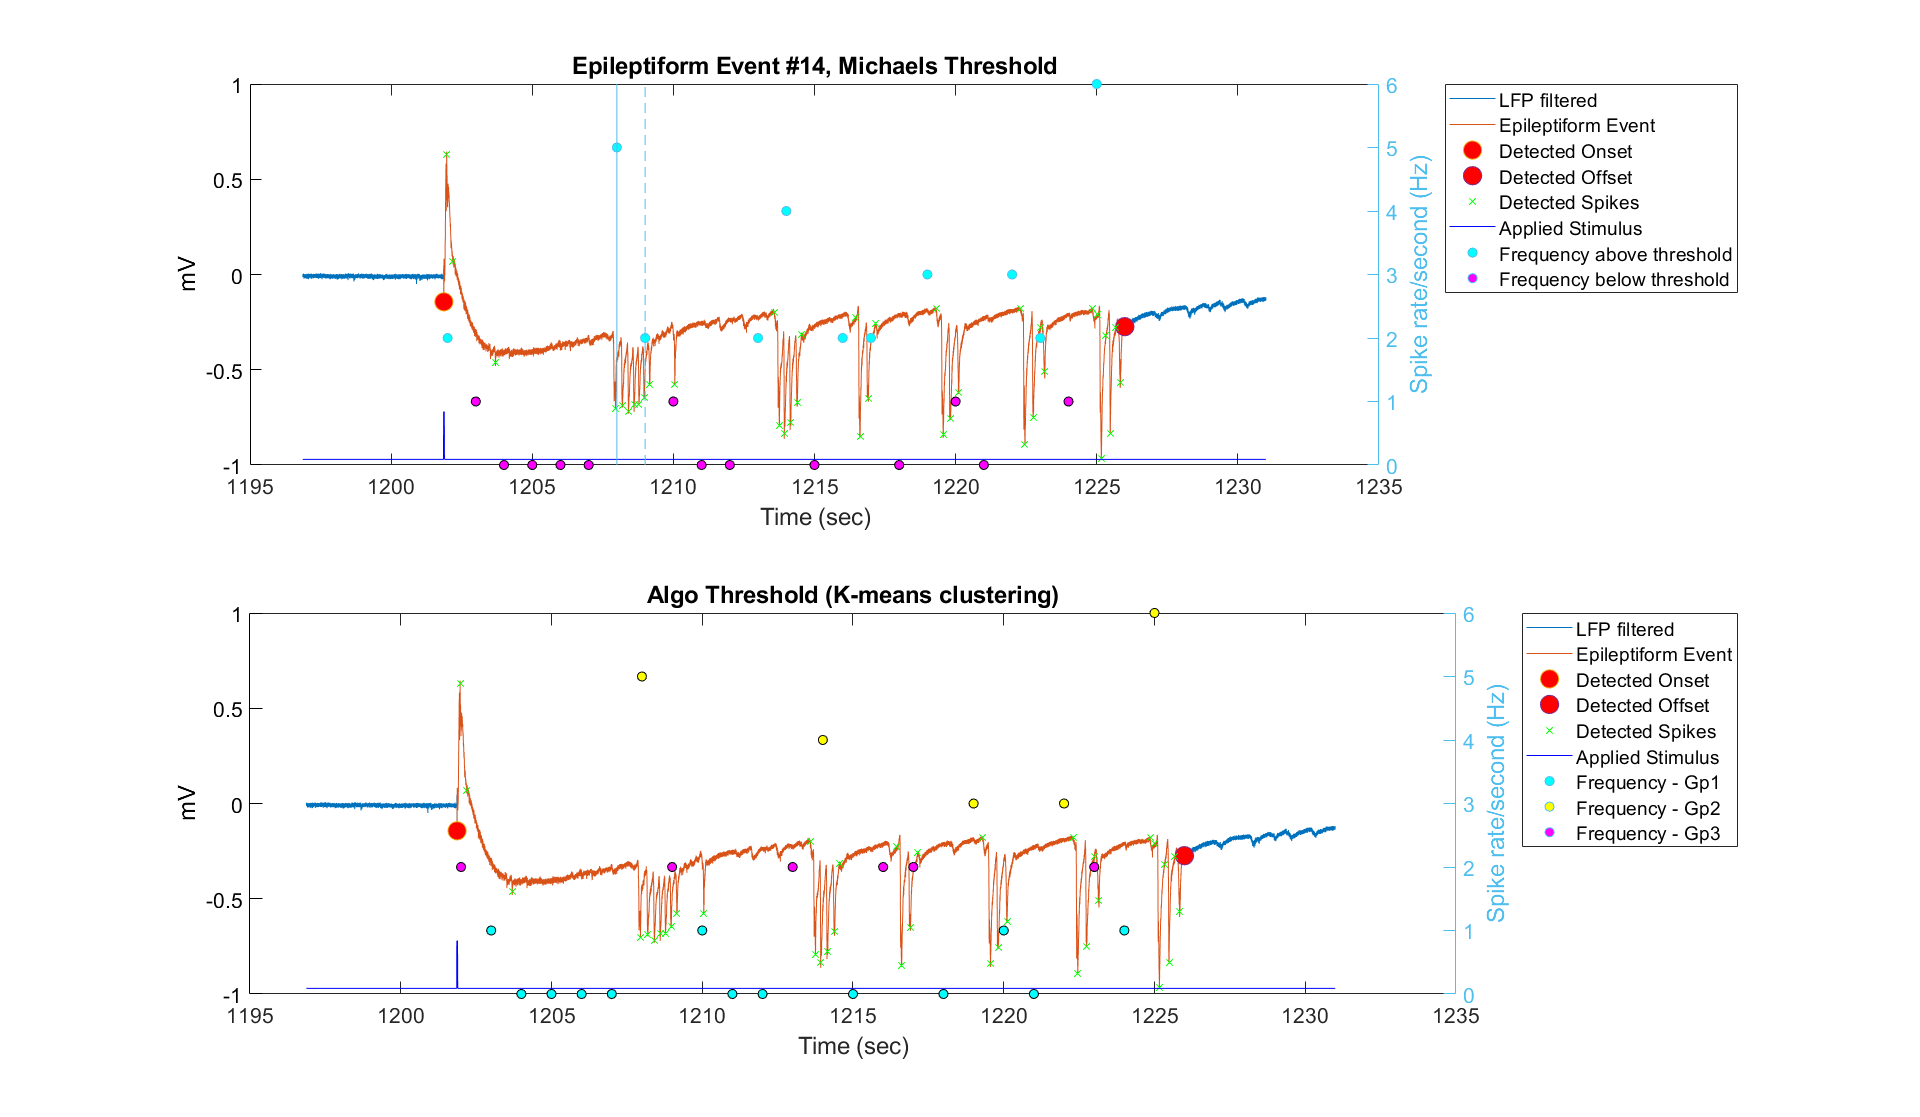 Epileptiform Event #14, Michaels Threshold
1
0.5
0
-0.5
-1
mV
1195
1200
1205
1210
1215
1220
1225
1230
1235
Time (sec)
6
5
4
3
2
1
0
Spike rate/second (Hz)
LFP filtered
Epileptiform Event
Detected Onset
Detected Offset
Detected Spikes
Applied Stimulus
Frequency above threshold
Frequency below threshold
Algo Threshold (K-means clustering)
1
0.5
0
-0.5
-1
mV
1195
1200
1205
1210
1215
1220
1225
1230
1235
Time (sec)
6
5
4
3
2
1
0
Spike rate/second (Hz)
LFP filtered
Epileptiform Event
Detected Onset
Detected Offset
Detected Spikes
Applied Stimulus
Frequency - Gp1
Frequency - Gp2
Frequency - Gp3